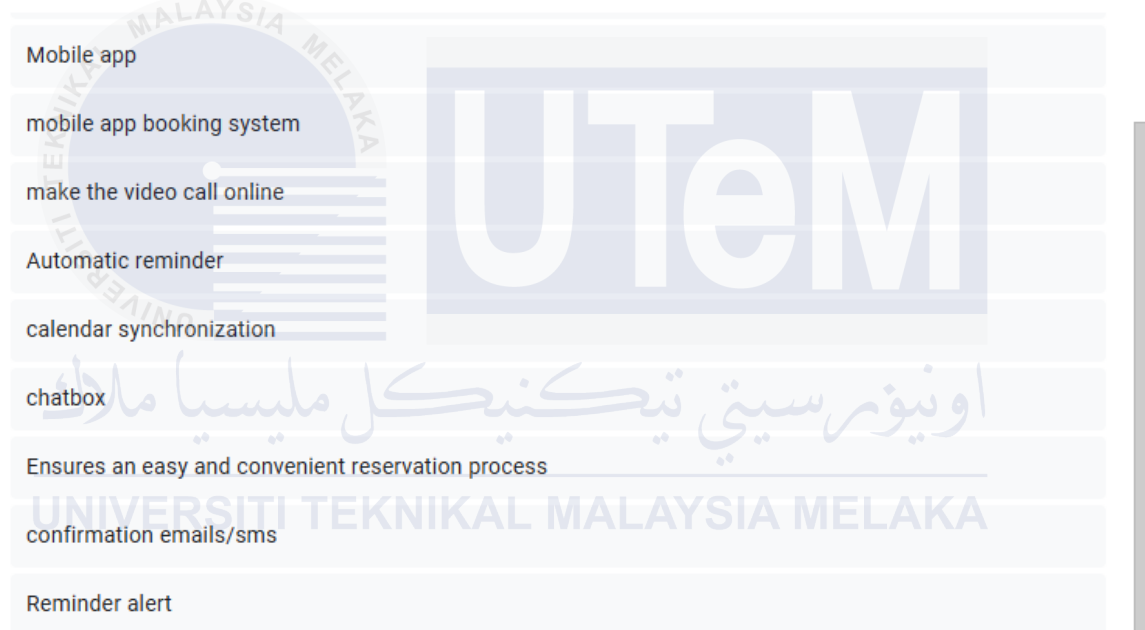 Mobile app
mobile app booking system
make the video call online
Automatic reminder
calendar synchronization
chatbox
Ensures an easy and convenient reservation process
confirmation emails/sms
Reminder alert
UNIVERSITI TEKNIKAL MALAYSIA MELAKA
UTeM
اونيۏرسيتي تيكنيكل مليسيا ملاك
UNIVERSITI TEKNIKAL MALAYSIA MELAKA